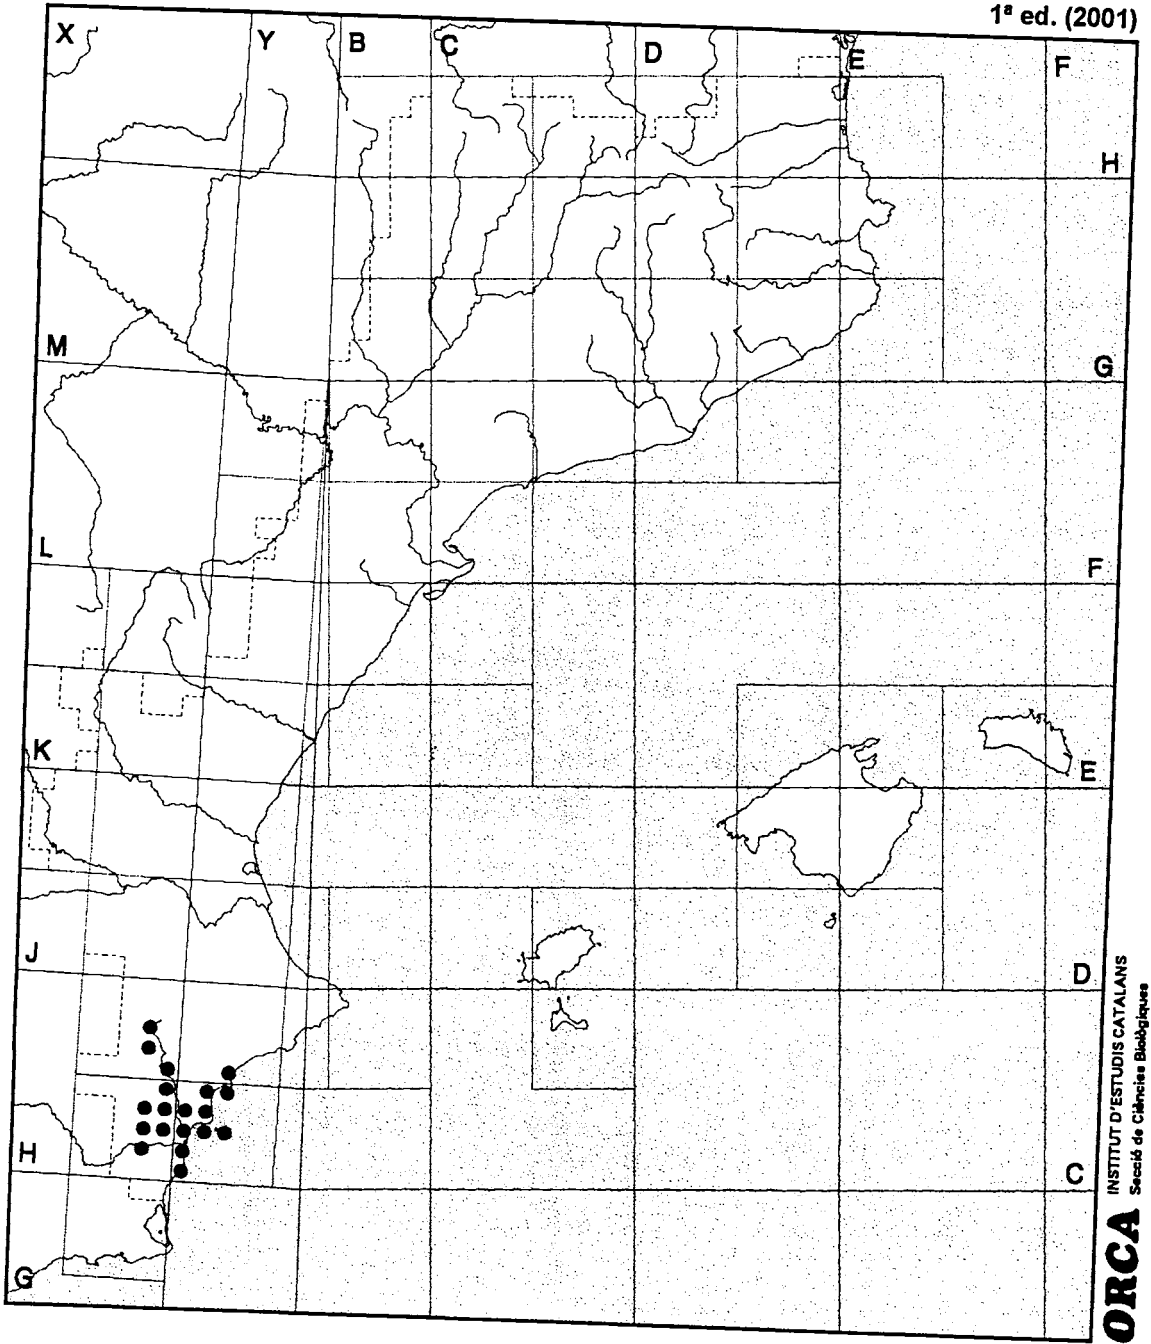 1ª ed. (2001)
X
Y
B
C
D
E
F
H
M
G
L
F
K
E
J
D
H
C
G
ORCA
INSTITUT D'ESTUDIS CATALANS
Secció de Ciències Biològiques